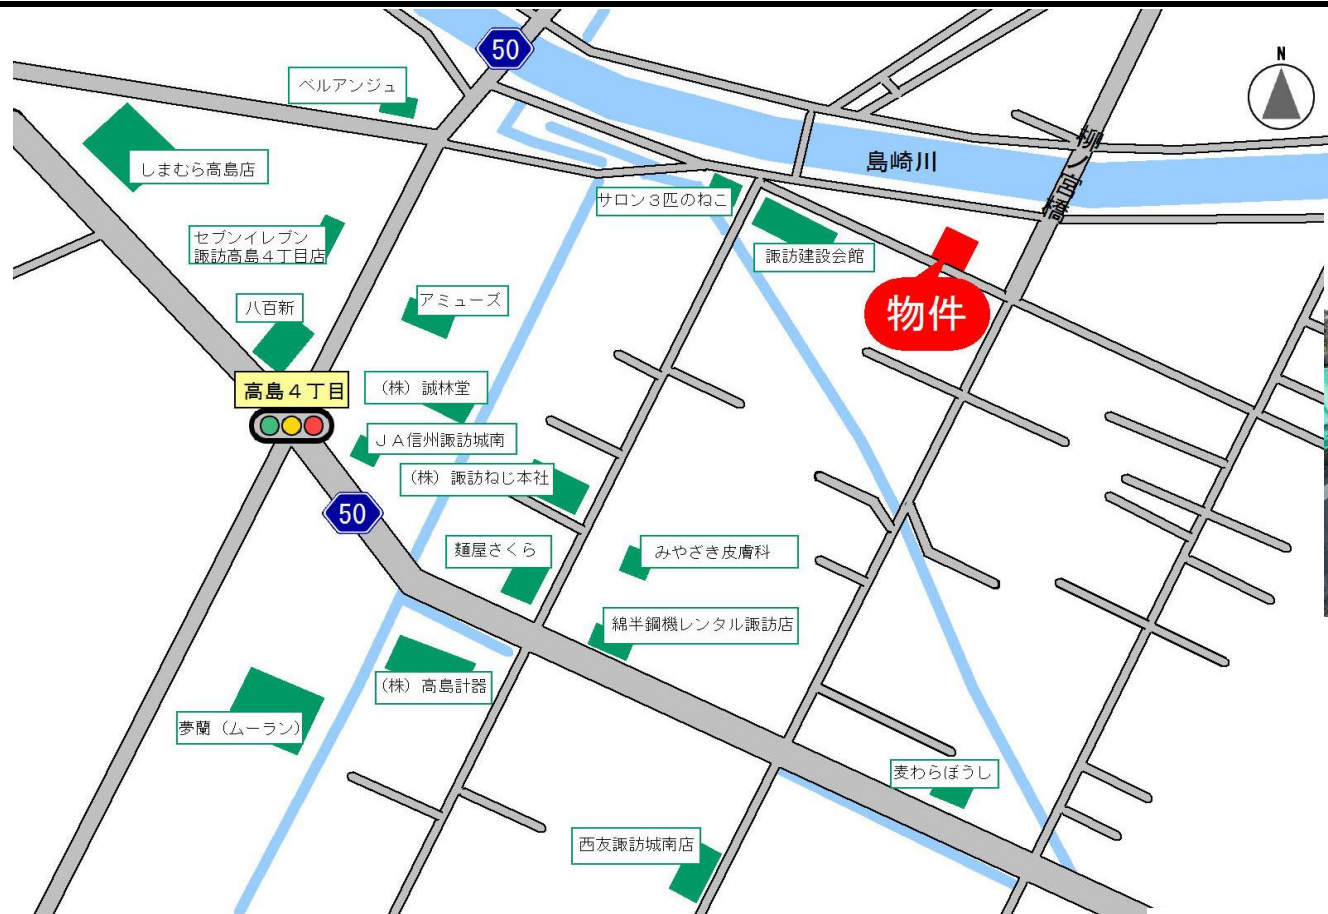 50
N
ベルアンジュ
柳ノ宮橋
しまむら高島店
島崎川
サロン3匹のねこ
セブンイレブン
諏訪高島4丁目店
諏訪建設会館
八百新
アミューズ
物件
高島4丁目
(株) 誠林堂
JA信州諏訪城南
(株) 諏訪ねじ本社
50
麺屋さくら
みやざき皮膚科
綿半鋼機レンタル諏訪店
(株) 高島計器
夢蘭(ムーラン)
麦わらぼうし
西友諏訪城南店